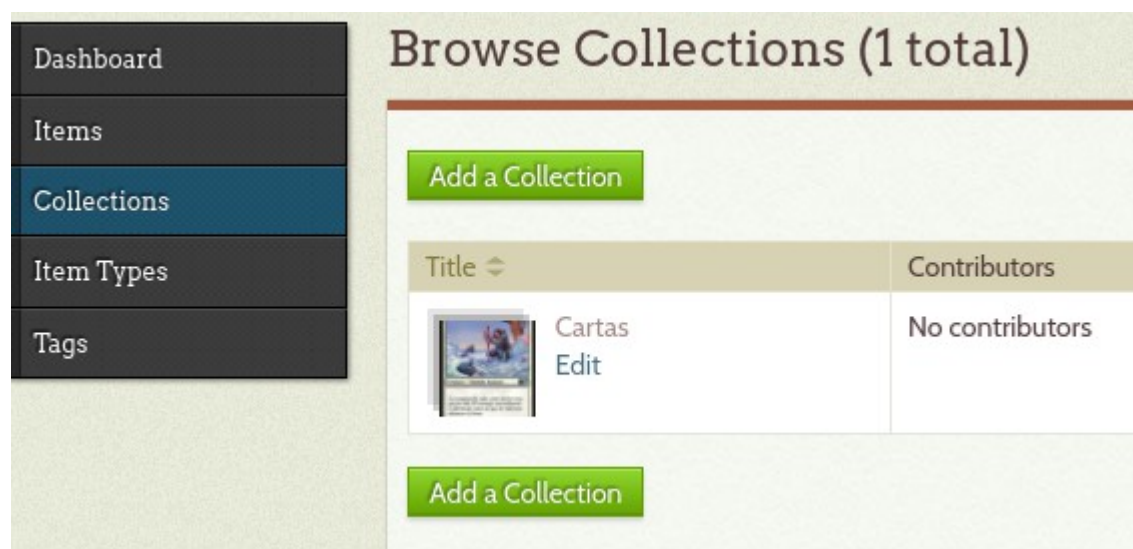 Dashboard
Items
Collections
Item Types
Tags
Browse Collections (1 total)
Add a Collection
Title
Contributors
Cartas
Edit
No contributors
Add a Collection